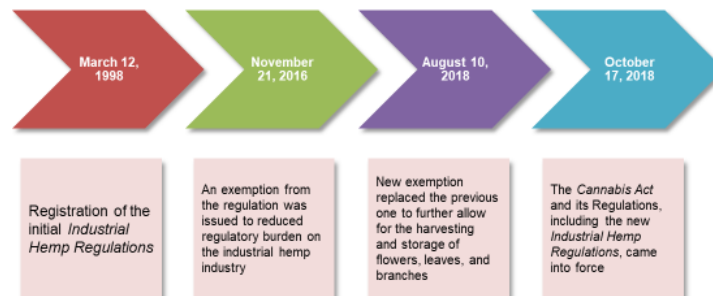 March 12,
1998
November
21, 2016
August 10,
2018
October
17, 2018
Registration of the
initial Industrial
Hemp Regulations
An exemption from
the regulation was
issued to reduced
regulatory burden on
the industrial hemp
industry
New exemption
replaced the previous
one to further allow
for the harvesting
and storage of
flowers, leaves, and
branches
The Cannabis Act
and its Regulations,
including the new
Industrial Hemp
Regulations, came
into force